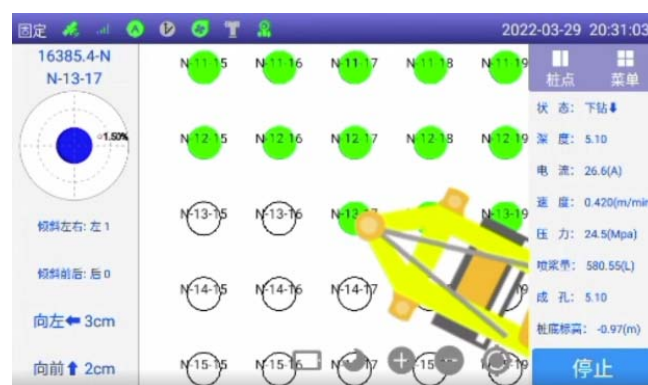 固定
2022-03-29 20:31:03
16385.4-N
N-13-17
1.50%
倾斜左右: 左 1
倾斜前后: 后 0
向左 3cm
向前 2cm
N-11-15 N-11-16 N-11-17 N-11-18 N-11-19
N-12-15 N-12-16 N-12-17 N-12-18 N-12-19
N-13-15 N-13-16 N-13- N-13-19
N-14-15 N-14-16 N-14-17
N-15-15 N-15-16
桩点 菜单
状 态: 下钻
深 度: 5.10
电 流: 26.6(A)
速 度: 0.420(m/min
压 力: 24.5(Mpa)
喷浆量: 580.55(L)
成 孔: 5.10
桩底标高: -0.97(m)
停止